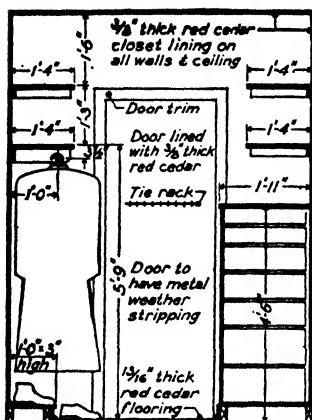 3/8" thick red cedar
closet lining on
all walls & ceiling
1'-6"
1'-4"
1'-4"
1'-3"
Door trim
1'-4"
1'-4"
Door lined
with 3/8" thick
red cedar
1'-0"
1'-11"
Tie rack
5'-9"
Door to
have metal
weather
stripping
4'-6"
1'-0" x 3"
high
13/16" thick
red cedar
flooring